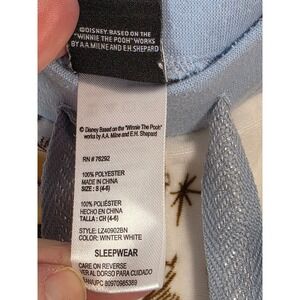 ©DISNEY. BASED ON THE
"WINNIE THE POOH" WORKS
BY A.A. MILNE AND E.H. SHEPARD
© Disney Based on the "Winnie The Pooh"
works by A.A. Milne and E.H. Shepard
RN # 76292
100% POLYESTER
MADE IN CHINA
SIZE: S (4-6)
100% POLIÉSTER
HECHO EN CHINA
TALLA: CH (4-6)
STYLE: LZ40902BN
COLOR: WINTER WHITE
SLEEPWEAR
CARE ON REVERSE
VER AL DORSO PARA CUIDADO
80970985369